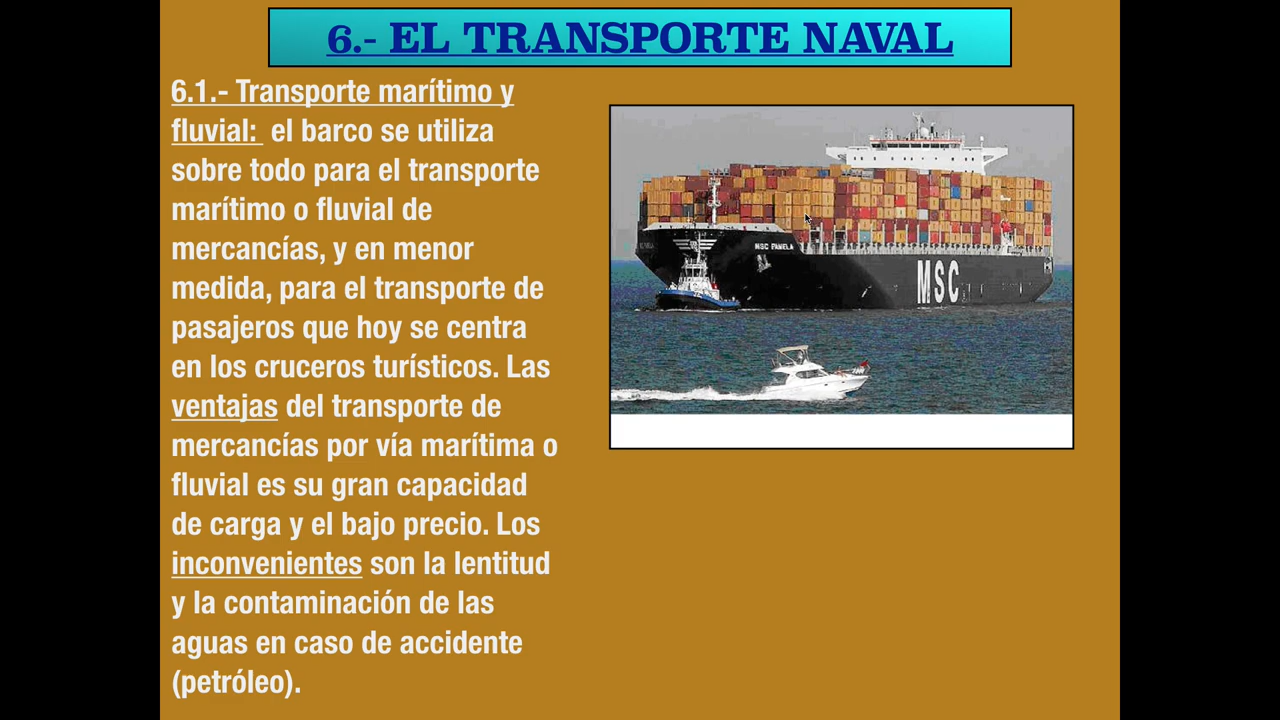 6.- EL TRANSPORTE NAVAL
6.1.- Transporte marítimo y
fluvial: el barco se utiliza
sobre todo para el transporte
marítimo o fluvial de
mercancías, y en menor
medida, para el transporte de
pasajeros que hoy se centra
en los cruceros turísticos. Las
ventajas del transporte de
mercancías por vía marítima o
fluvial es su gran capacidad
de carga y el bajo precio. Los
inconvenientes son la lentitud
y la contaminación de las
aguas en caso de accidente
(petróleo).
MSC PAMELA
MSC